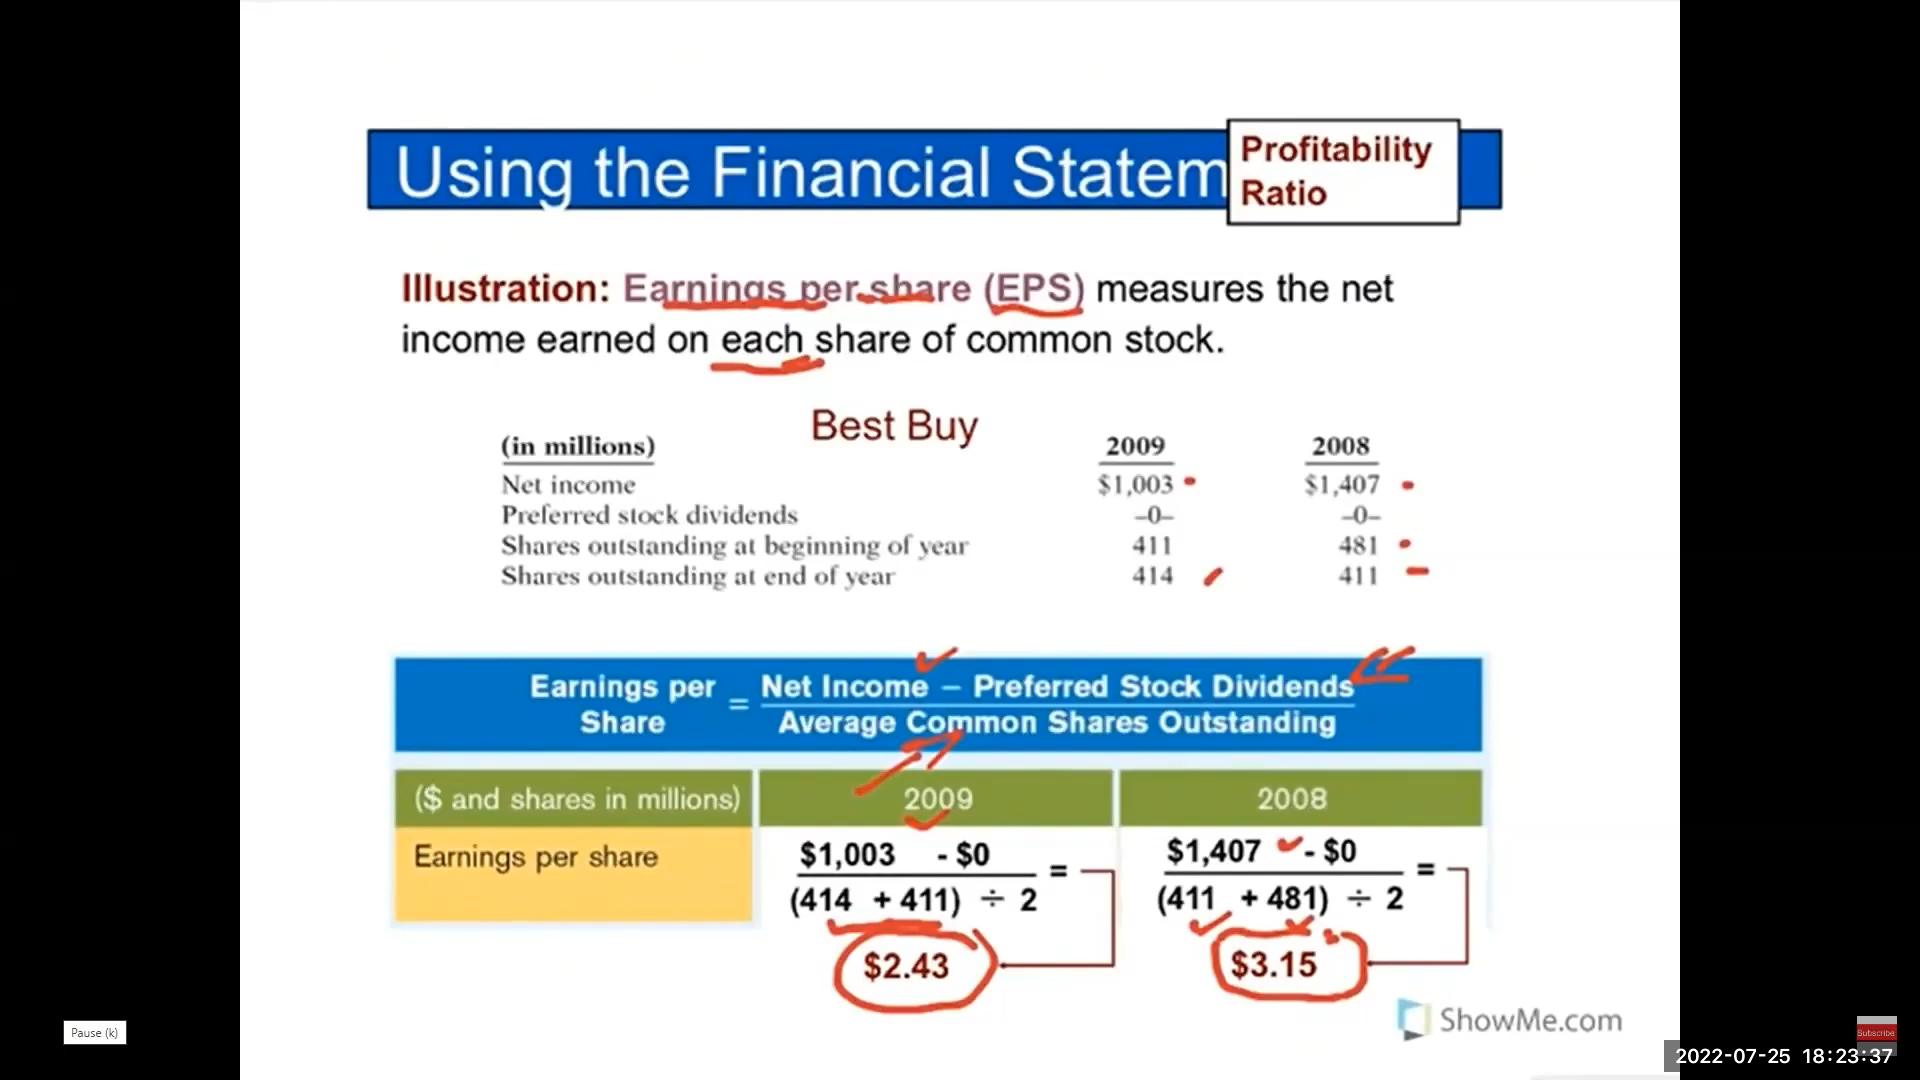 Using the Financial Statem
Profitability
Ratio
Illustration: Earnings per share (EPS) measures the net
income earned on each share of common stock.
Best Buy
(in millions) 2009 2008
Net income $1,003 $1,407
Preferred stock dividends –0– –0–
Shares outstanding at beginning of year 411 481
Shares outstanding at end of year 414 411
Earnings per Share = Net Income – Preferred Stock Dividends
Average Common Shares Outstanding
($ and shares in millions) 2009 2008
Earnings per share
$1,003 - $0 =
(414 + 411) ÷ 2
$2.43
$1,407 - $0 =
(411 + 481) ÷ 2
$3.15
ShowMe.com
Pause (k)
Subscribe
2022-07-25 18:23:37